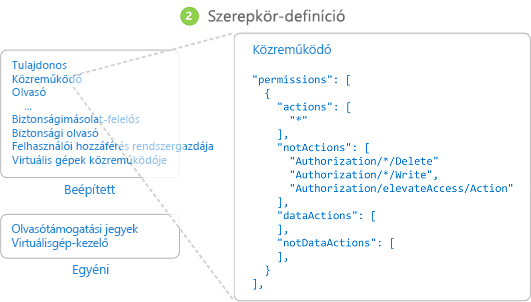 2 Szerepkör-definíció
Tulajdonos
Közreműködő
Olvasó
...
Biztonságimásolat-felelős
Biztonsági olvasó
Felhasználói hozzáférés rendszergazdája
Virtuális gépek közreműködője
Beépített
Olvasótámogatási jegyek
Virtuálisgép-kezelő
Egyéni
Közreműködő
"permissions": [
{
"actions": [
"*"
],
"notActions": [
"Authorization/*/Delete"
"Authorization/*/Write",
"Authorization/elevateAccess/Action"
],
"dataActions": [
],
"notDataActions": [
],
}
],